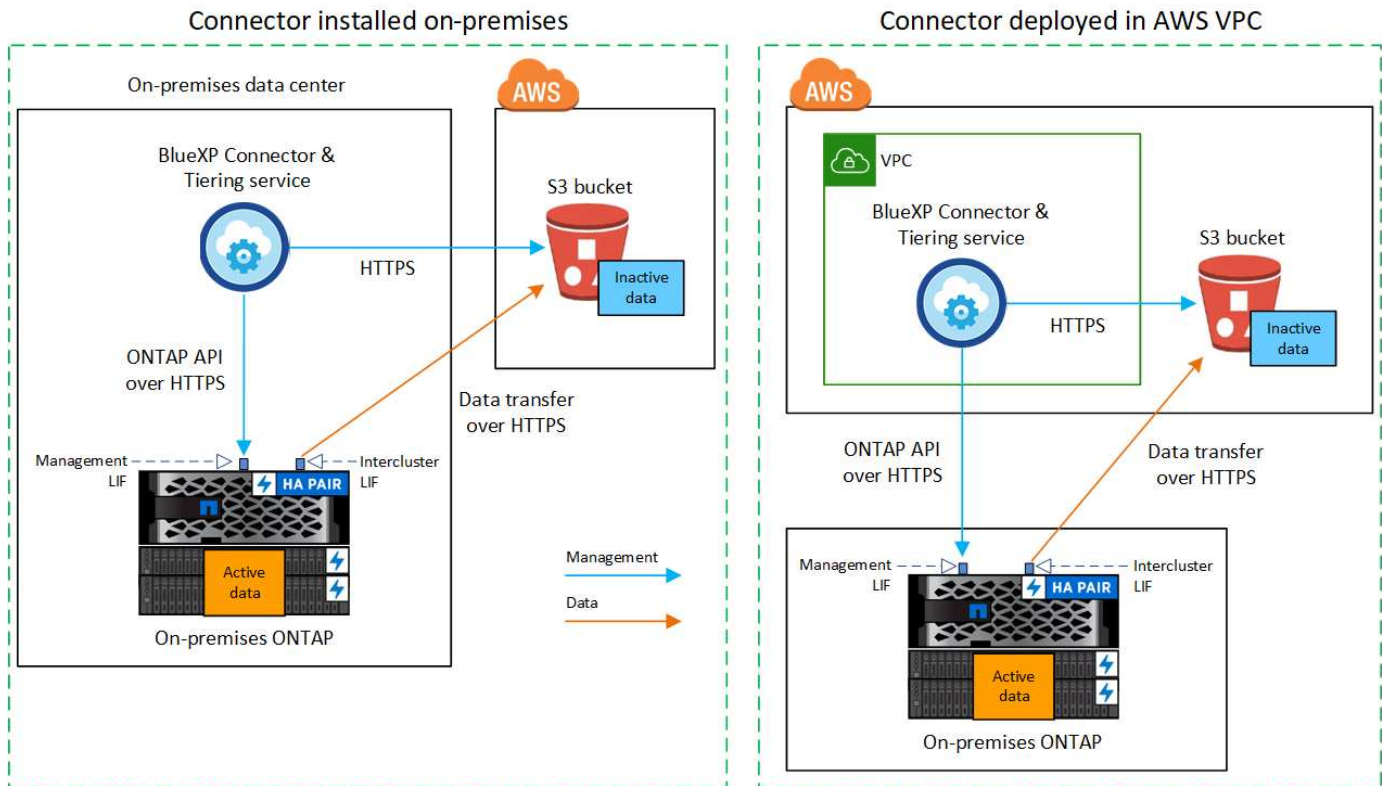 Connector installed on-premises
On-premises data center
AWS
BlueXP Connector &
Tiering service
S3 bucket
HTTPS
Inactive
data
ONTAP API
over HTTPS
Data transfer
over HTTPS
Management
LIF
Intercluster
LIF
HA PAIR
Active
data
On-premises ONTAP
Management
Data
Connector deployed in AWS VPC
AWS
VPC
BlueXP Connector &
Tiering service
S3 bucket
HTTPS
Inactive
data
ONTAP API
over HTTPS
Data transfer
over HTTPS
Management
LIF
Intercluster
LIF
HA PAIR
Active
data
On-premises ONTAP